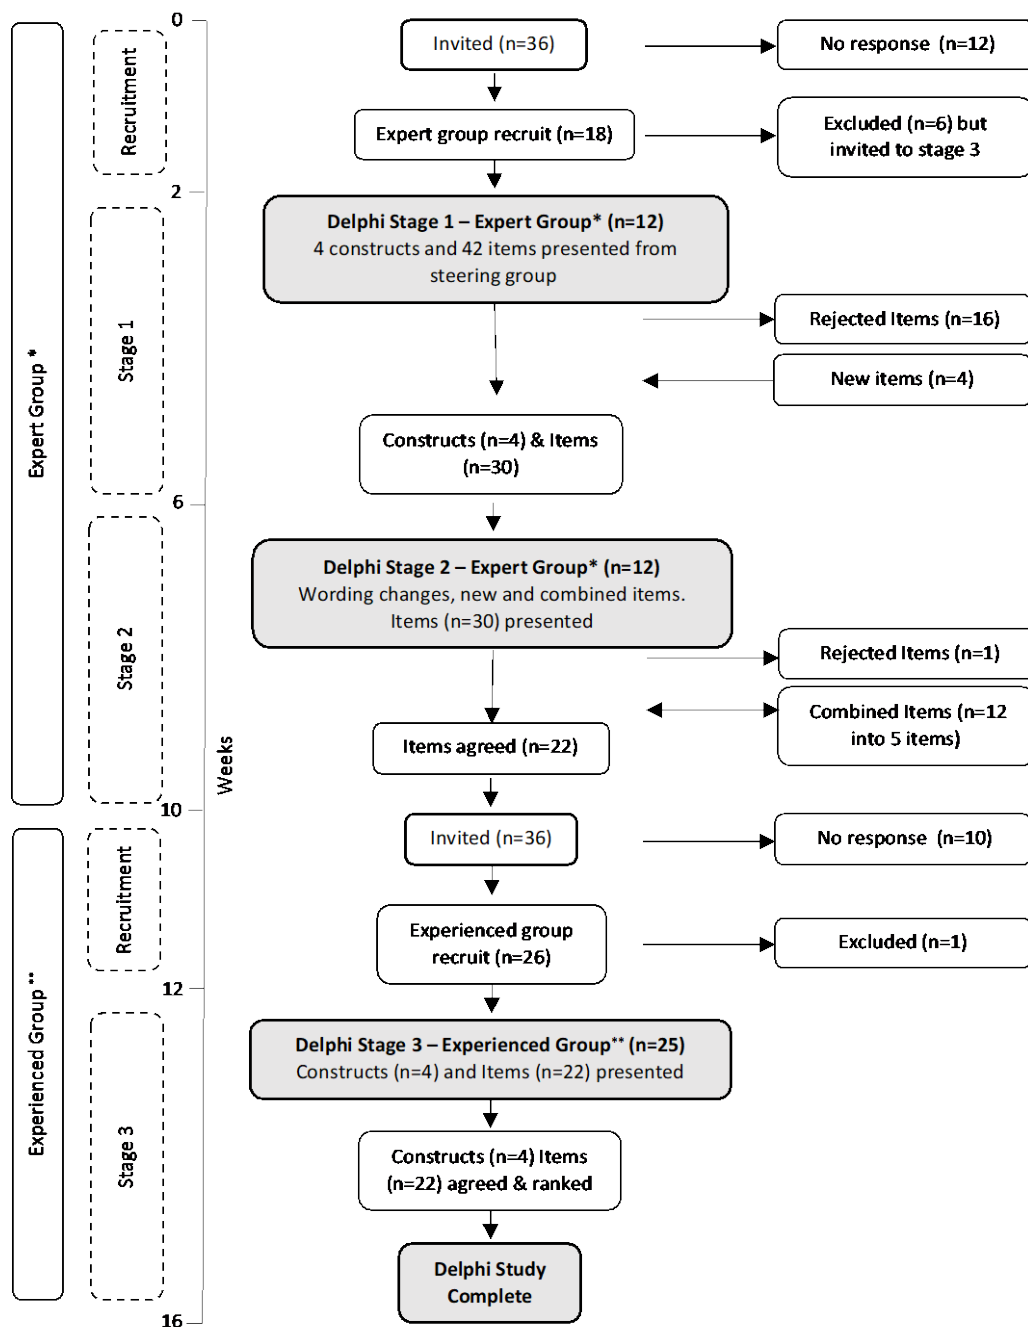 0
Invited (n=36)
No response  (n=12)
Recruitment
Expert group recruit (n=18)
Excluded (n=6) but
invited to stage 3
2
Delphi Stage 1 – Expert Group* (n=12)
4 constructs and 42 items presented from
steering group
Rejected Items (n=16)
Stage 1
New items (n=4)
Expert Group *
Constructs (n=4) & Items
(n=30)
6
Delphi Stage 2 – Expert Group* (n=12)
Wording changes, new and combined items.
Items (n=30) presented
Stage 2
Rejected Items (n=1)
Combined Items (n=12
into 5 items)
Items agreed (n=22)
Weeks
10
Invited (n=36)
No response  (n=10)
Recruitment
Experienced group
recruit (n=26)
Excluded (n=1)
12
Experienced Group **
Delphi Stage 3 – Experienced Group** (n=25)
Constructs (n=4) and Items (n=22) presented
Stage 3
Constructs (n=4) Items
(n=22) agreed & ranked
Delphi Study
Complete
16